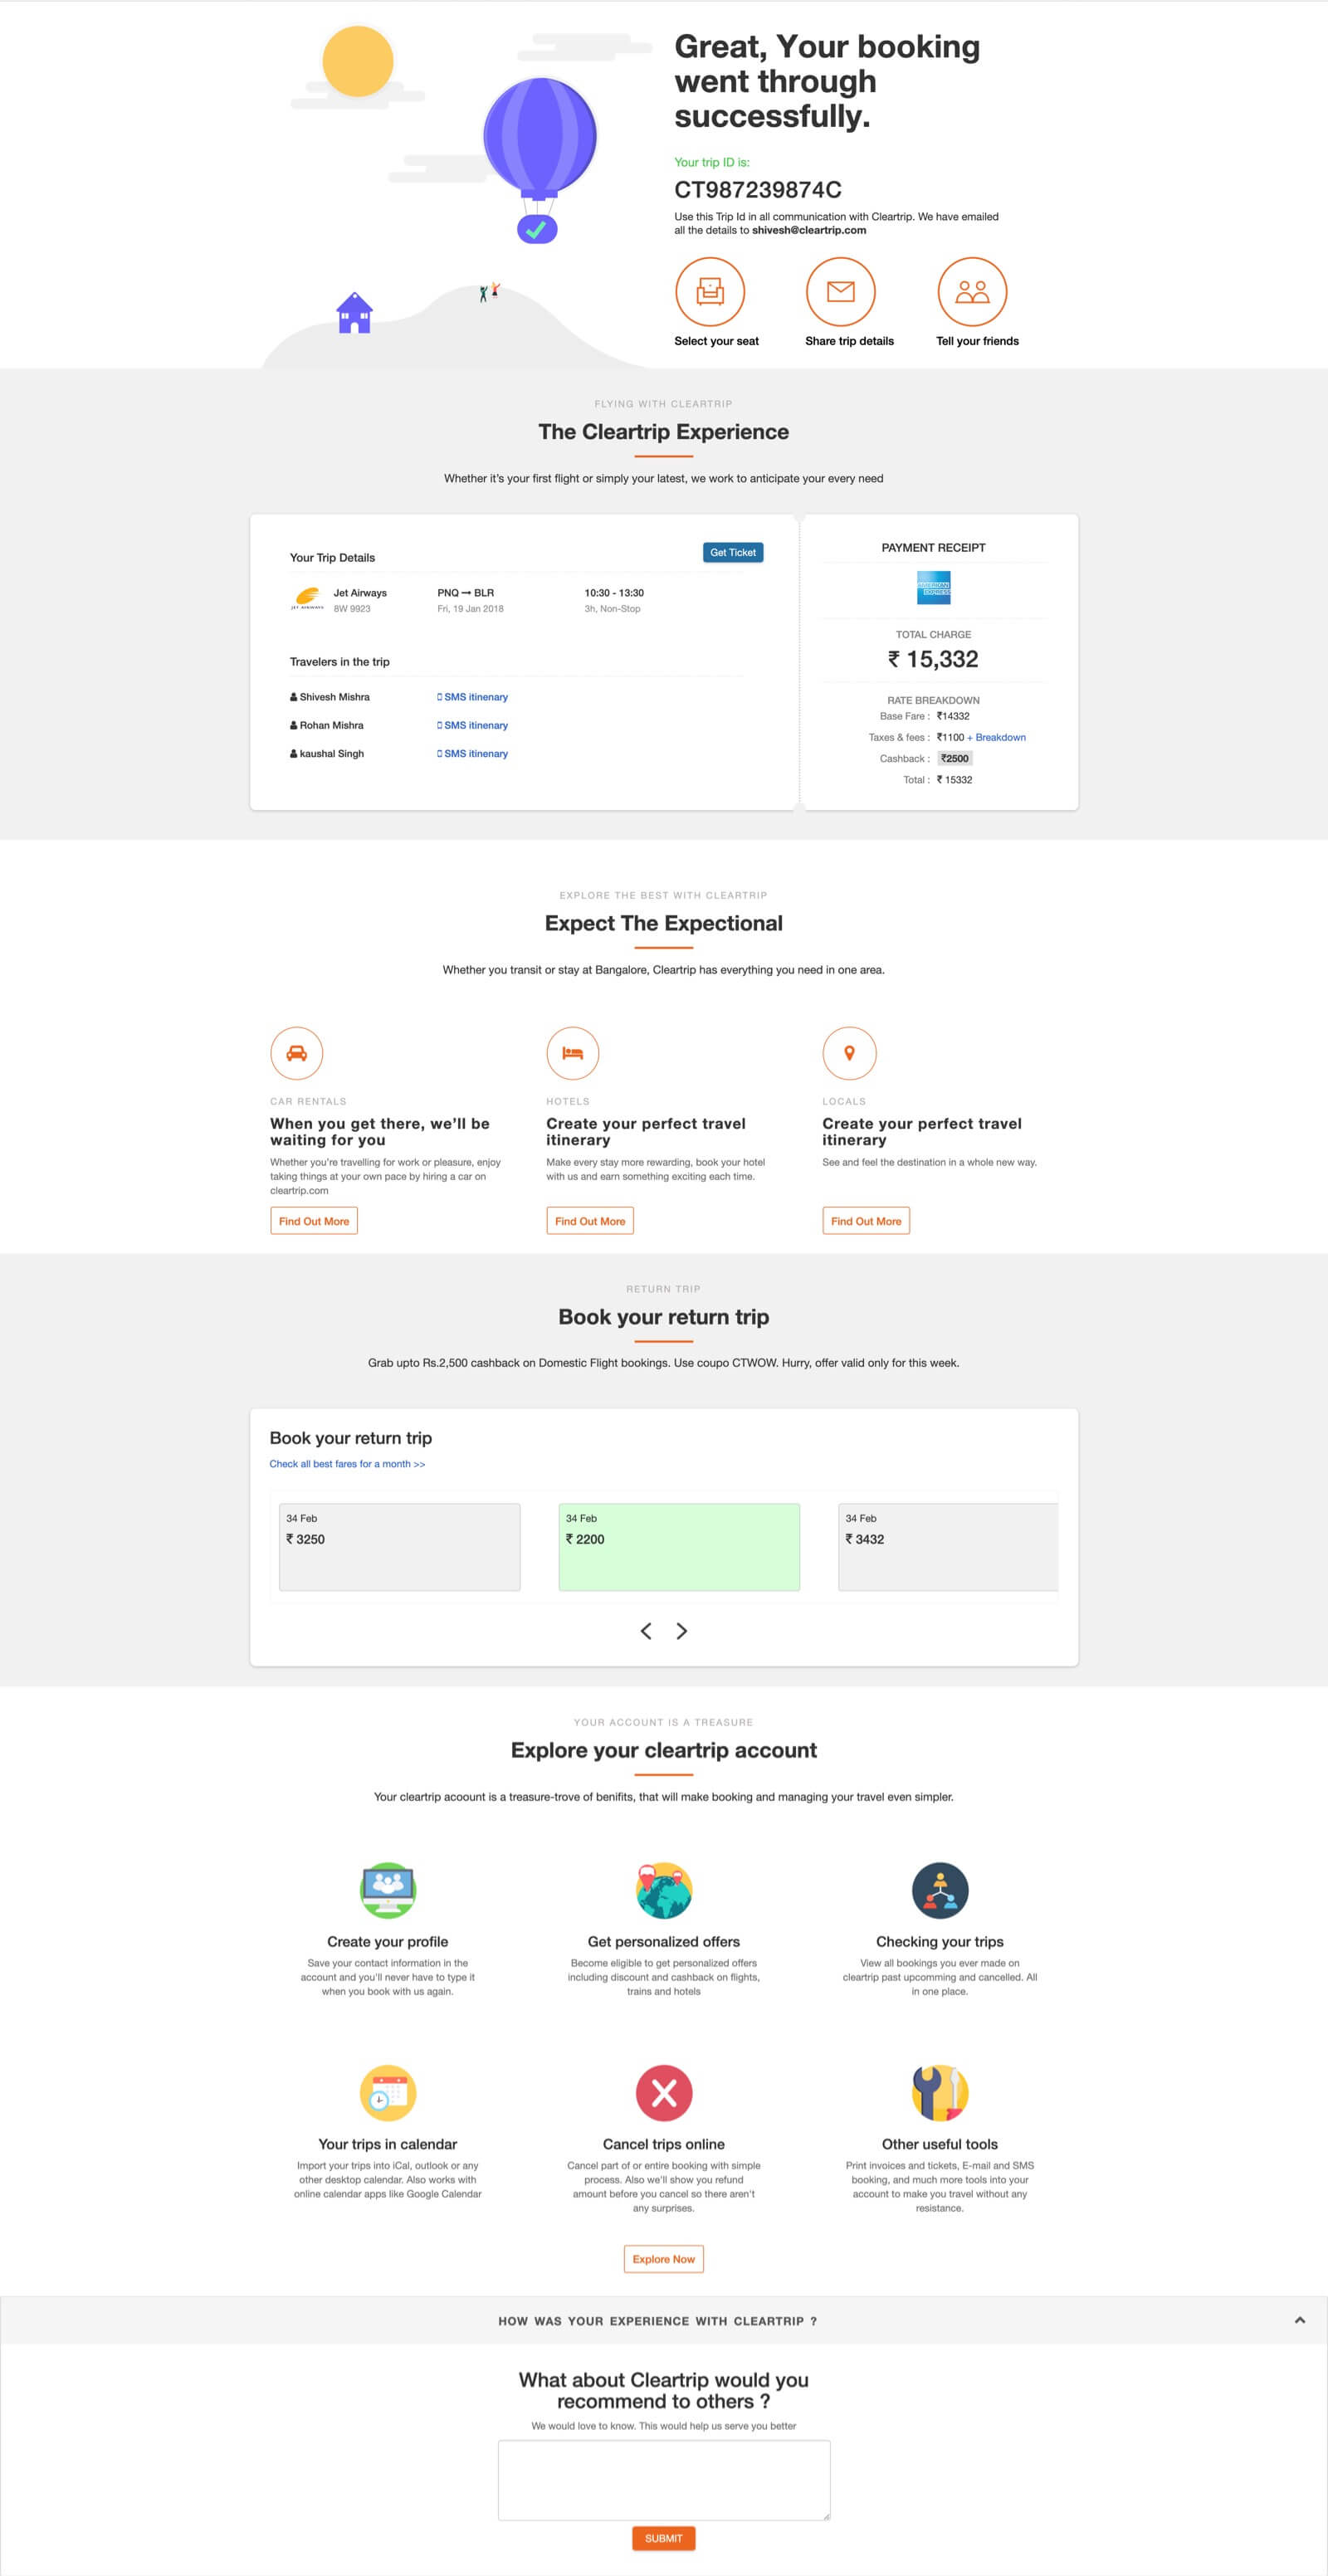 Great, Your booking
went through
successfully.
Your trip ID is:
CT987239874C
Use this Trip Id in all communication with Cleartrip. We have emailed
all the details to shivesh@cleartrip.com
Select your seat
Share trip details
Tell your friends
FLYING WITH CLEARTRIP
The Cleartrip Experience
Whether it's your first flight or simply your latest, we work to anticipate your every need
Your Trip Details
Get Ticket
JET AIRWAYS
Jet Airways
8W 9923
PNQ → BLR
Fri, 19 Jan 2018
10:30 - 13:30
3h, Non-Stop
Travelers in the trip
Shivesh Mishra
SMS itinenary
Rohan Mishra
SMS itinenary
kaushal Singh
SMS itinenary
PAYMENT RECEIPT
AMERICAN
EXPRESS
TOTAL CHARGE
₹ 15,332
RATE BREAKDOWN
Base Fare : ₹14332
Taxes & fees : ₹1100 + Breakdown
Cashback : ₹2500
Total : ₹ 15332
EXPLORE THE BEST WITH CLEARTRIP
Expect The Expectional
Whether you transit or stay at Bangalore, Cleartrip has everything you need in one area.
CAR RENTALS
When you get there, we'll be
waiting for you
Whether you're travelling for work or pleasure, enjoy
taking things at your own pace by hiring a car on
cleartrip.com
Find Out More
HOTELS
Create your perfect travel
itinerary
Make every stay more rewarding, book your hotel
with us and earn something exciting each time.
Find Out More
LOCALS
Create your perfect travel
itinerary
See and feel the destination in a whole new way.
Find Out More
RETURN TRIP
Book your return trip
Grab upto Rs.2,500 cashback on Domestic Flight bookings. Use coupo CTWOW. Hurry, offer valid only for this week.
Book your return trip
Check all best fares for a month >>
34 Feb
₹ 3250
34 Feb
₹ 2200
34 Feb
₹ 3432
YOUR ACCOUNT IS A TREASURE
Explore your cleartrip account
Your cleartrip acoount is a treasure-trove of benifits, that will make booking and managing your travel even simpler.
Create your profile
Save your contact information in the
account and you'll never have to type it
when you book with us again.
Get personalized offers
Become eligible to get personalized offers
including discount and cashback on flights,
trains and hotels
Checking your trips
View all bookings you ever made on
cleartrip past upcomming and cancelled. All
in one place.
Your trips in calendar
Import your trips into iCal, outlook or any
other desktop calendar. Also works with
online calendar apps like Google Calendar
Cancel trips online
Cancel part of or entire booking with simple
process. Also we'll show you refund
amount before you cancel so there aren't
any surprises.
Other useful tools
Print invoices and tickets, E-mail and SMS
booking, and much more tools into your
account to make you travel without any
resistance.
Explore Now
HOW WAS YOUR EXPERIENCE WITH CLEARTRIP ?
What about Cleartrip would you
recommend to others ?
We would love to know. This would help us serve you better
SUBMIT